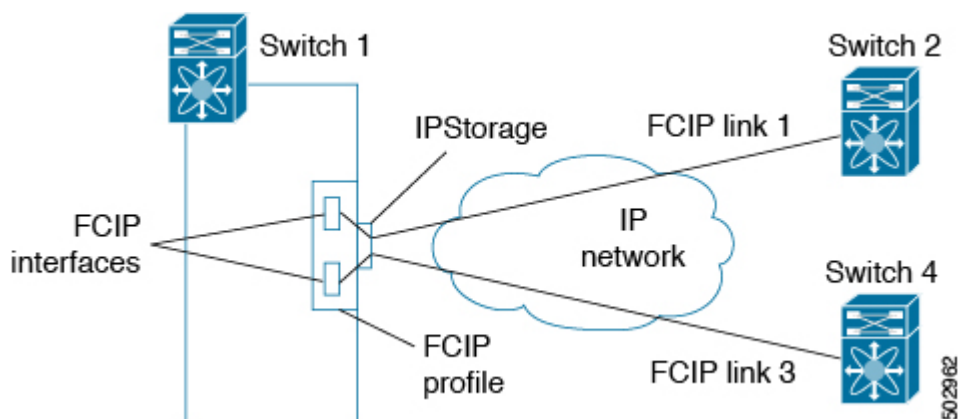 Switch 1
Switch 2
IPStorage
FCIP link 1
FCIP
interfaces
IP
network
Switch 4
FCIP
profile
FCIP link 3
502962